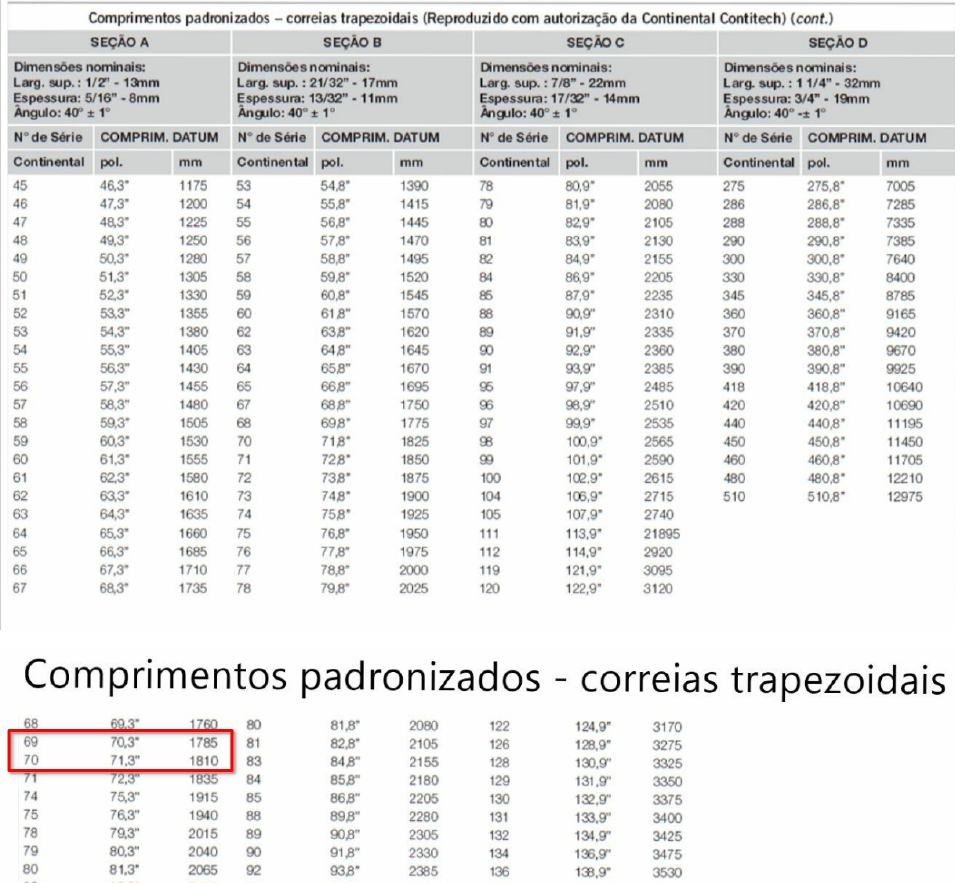 Comprimentos padronizados – correias trapezoidais (Reproduzido com autorização da Continental Contitech) (cont.)
SEÇÃO A SEÇÃO B SEÇÃO C SEÇÃO D
Dimensões nominais: Dimensões nominais: Dimensões nominais: Dimensões nominais:
Larg. sup. : 1/2" - 13mm Larg. sup. : 21/32" - 17mm Larg. sup. : 7/8" - 22mm Larg. sup. : 1 1/4" - 32mm
Espessura: 5/16" - 8mm Espessura: 13/32" - 11mm Espessura: 17/32" - 14mm Espessura: 3/4" - 19mm
Ângulo: 40° ± 1° Ângulo: 40° ± 1° Ângulo: 40° ± 1° Ângulo: 40° -± 1°
N° de Série COMPRIM. DATUM N° de Série COMPRIM. DATUM N° de Série COMPRIM. DATUM N° de Série COMPRIM. DATUM
Continental pol. mm Continental pol. mm Continental pol. mm Continental pol. mm
45 46,3" 1175 53 54,8" 1390 78 80,9" 2055 275 275,8" 7005
46 47,3" 1200 54 55,8" 1415 79 81,9" 2080 286 286,8" 7285
47 48,3" 1225 55 56,8" 1445 80 82,9" 2105 288 288,8" 7335
48 49,3" 1250 56 57,8" 1470 81 83,9" 2130 290 290,8" 7385
49 50,3" 1280 57 58,8" 1495 82 84,9" 2155 300 300,8" 7640
50 51,3" 1305 58 59,8" 1520 84 86,9" 2205 330 330,8" 8400
51 52,3" 1330 59 60,8" 1545 85 87,9" 2235 345 345,8" 8785
52 53,3" 1355 60 61,8" 1570 88 90,9" 2310 360 360,8" 9165
53 54,3" 1380 62 63,8" 1620 89 91,9" 2335 370 370,8" 9420
54 55,3" 1405 63 64,8" 1645 90 92,9" 2360 380 380,8" 9670
55 56,3" 1430 64 65,8" 1670 91 93,9" 2385 390 390,8" 9925
56 57,3" 1455 65 66,8" 1695 95 97,9" 2485 418 418,8" 10640
57 58,3" 1480 67 68,8" 1750 96 98,9" 2510 420 420,8" 10690
58 59,3" 1505 68 69,8" 1775 97 99,9" 2535 440 440,8" 11195
59 60,3" 1530 70 71,8" 1825 98 100,9" 2565 450 450,8" 11450
60 61,3" 1555 71 72,8" 1850 99 101,9" 2590 460 460,8" 11705
61 62,3" 1580 72 73,8" 1875 100 102,9" 2615 480 480,8" 12210
62 63,3" 1610 73 74,8" 1900 104 106,9" 2715 510 510,8" 12975
63 64,3" 1635 74 75,8" 1925 105 107,9" 2740
64 65,3" 1660 75 76,8" 1950 111 113,9" 21895
65 66,3" 1685 76 77,8" 1975 112 114,9" 2920
66 67,3" 1710 77 78,8" 2000 119 121,9" 3095
67 68,3" 1735 78 79,8" 2025 120 122,9" 3120
Comprimentos padronizados - correias trapezoidais
68 69,3" 1760 80 81,8" 2080 122 124,9" 3170
69 70,3" 1785 81 82,8" 2105 126 128,9" 3275
70 71,3" 1810 83 84,8" 2155 128 130,9" 3325
71 72,3" 1835 84 85,8" 2180 129 131,9" 3350
74 75,3" 1915 85 86,8" 2205 130 132,9" 3375
75 76,3" 1940 88 89,8" 2280 131 133,9" 3400
78 79,3" 2015 89 90,8" 2305 132 134,9" 3425
79 80,3" 2040 90 91,8" 2330 134 136,9" 3475
80 81,3" 2065 92 93,8" 2385 136 138,9" 3530